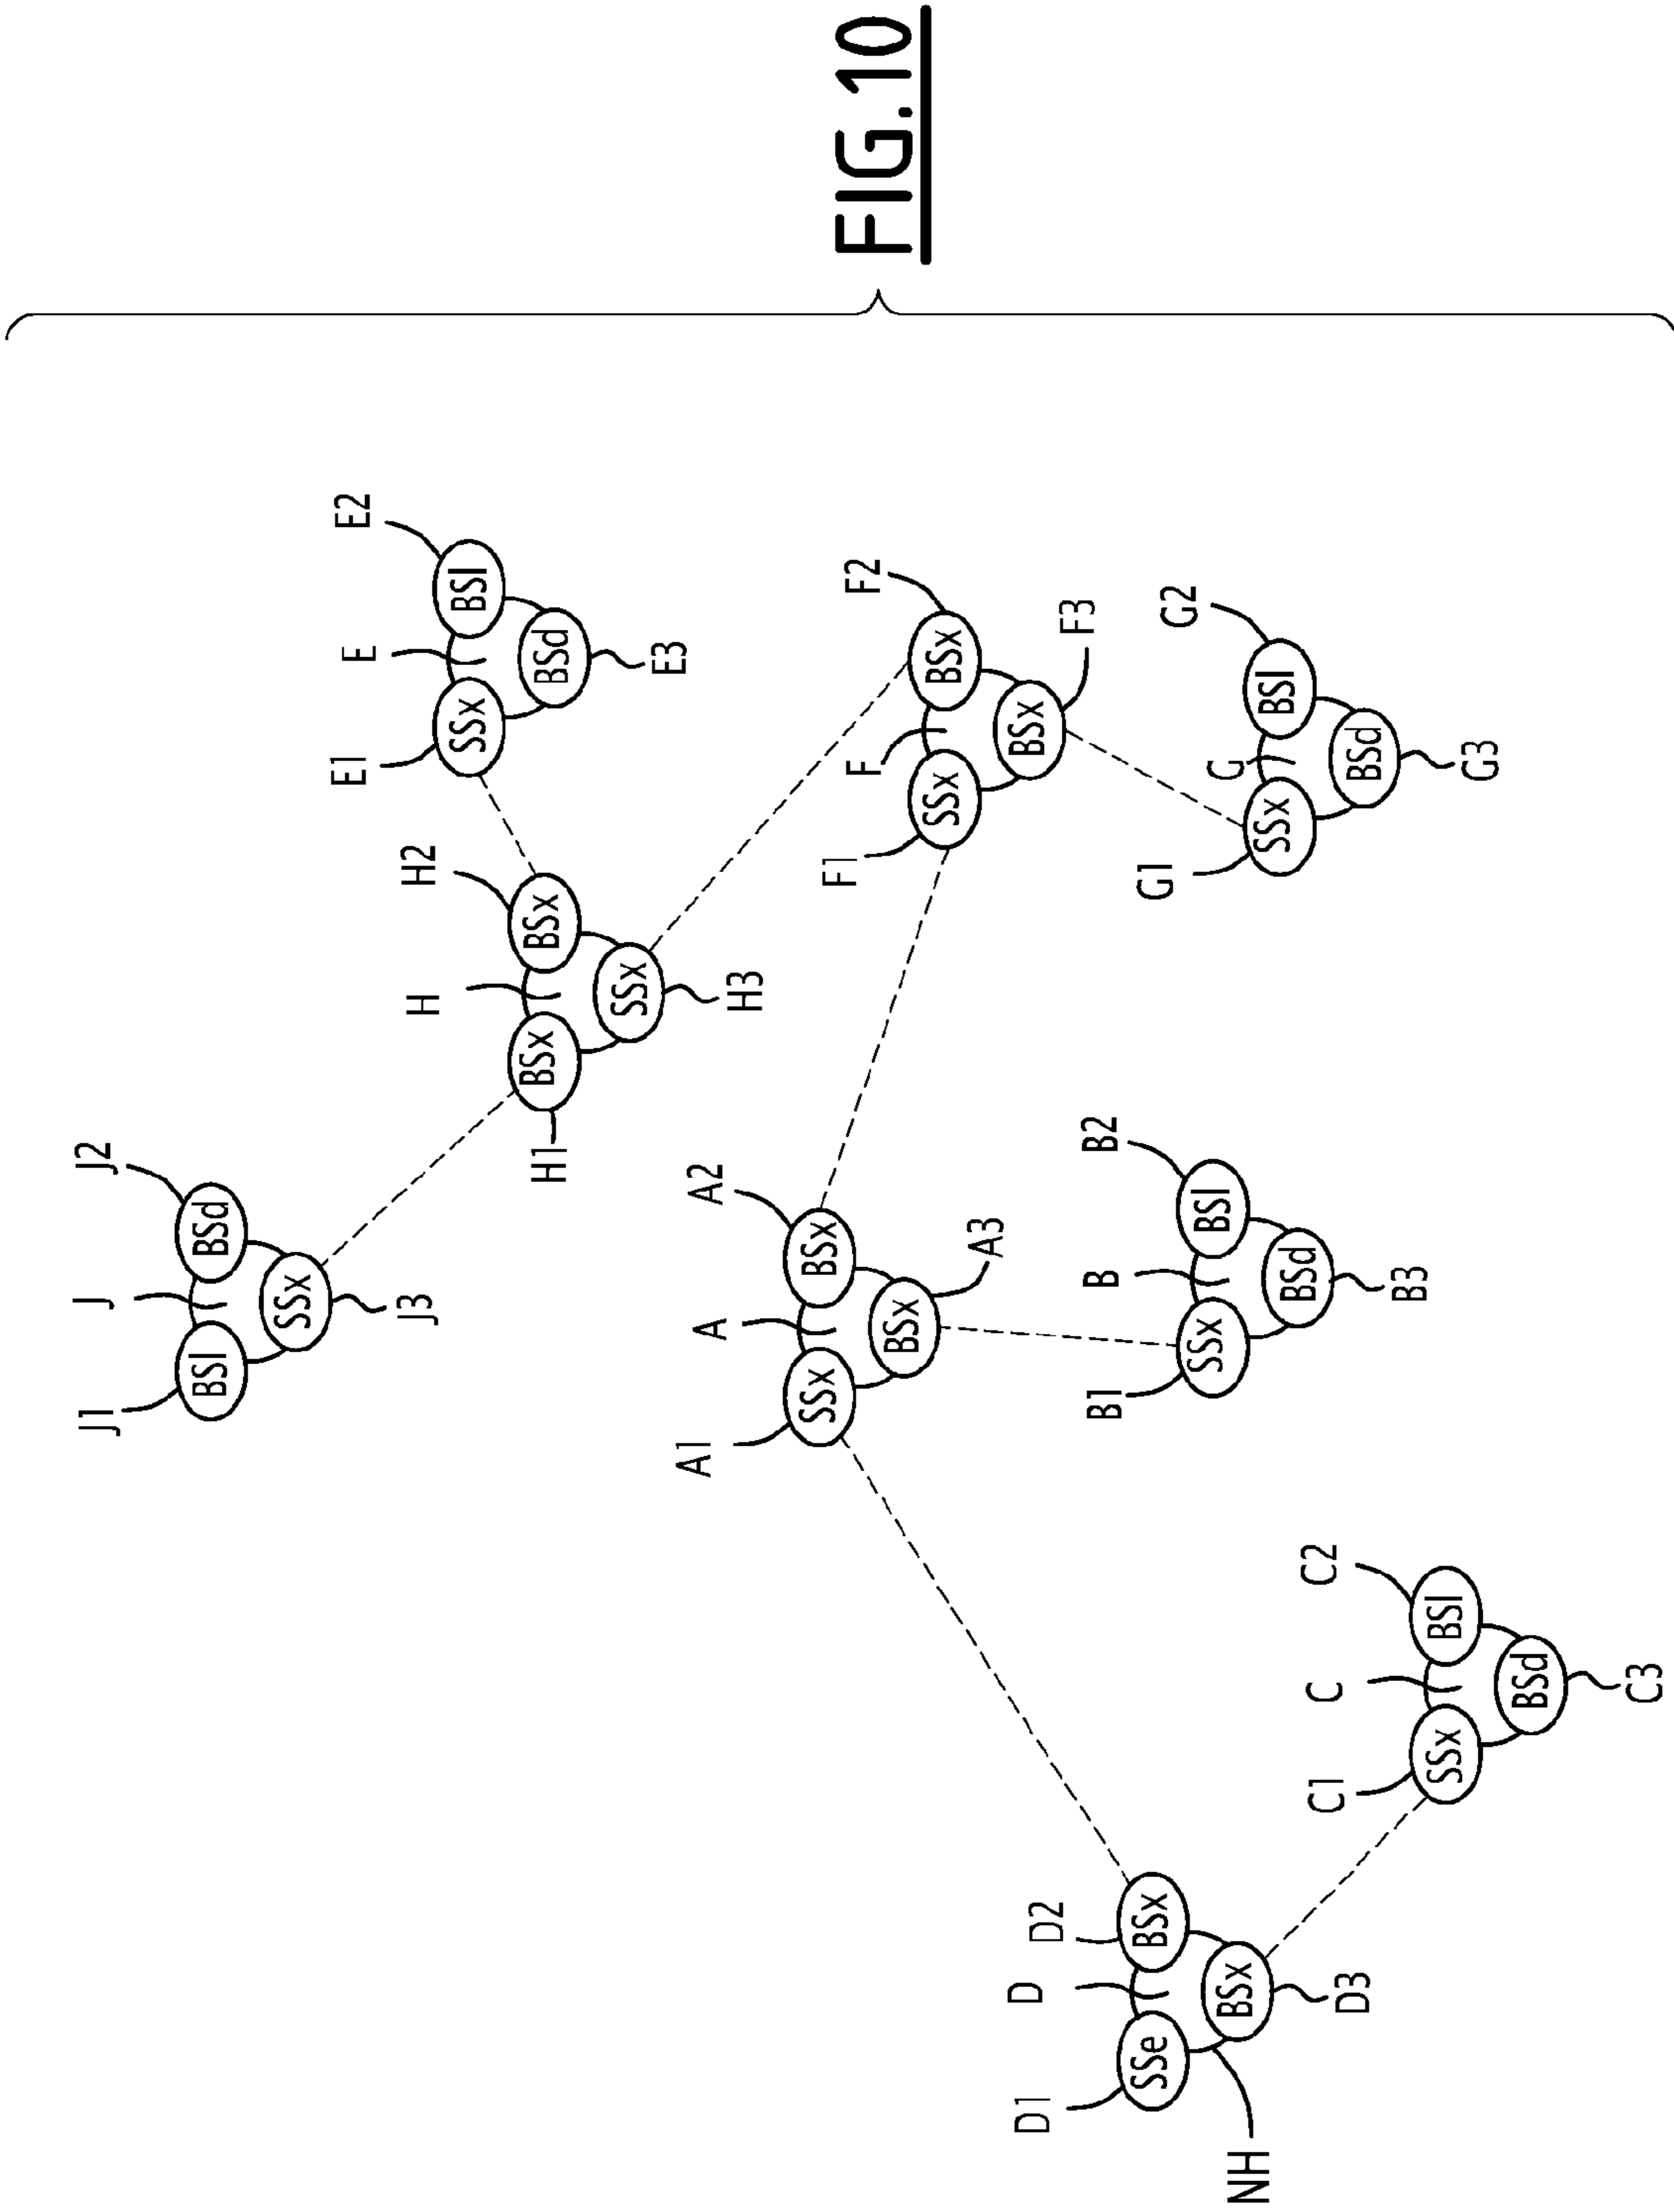 J1
J
J2
BSl
BSd
SSx
J3
E1
E
E2
SSx
BSl
BSd
E3
H
H2
BSx
BSx
H1
SSx
H3
A1
A
A2
SSx
BSx
BSx
A3
F1
F
F2
SSx
BSx
BSx
F3
D1
D
D2
SSe
BSx
BSx
D3
NH
B1
B
B2
SSx
BSl
BSd
B3
G1
G
G2
SSx
BSl
BSd
G3
C1
C
C2
SSx
BSl
BSd
C3
FIG.10